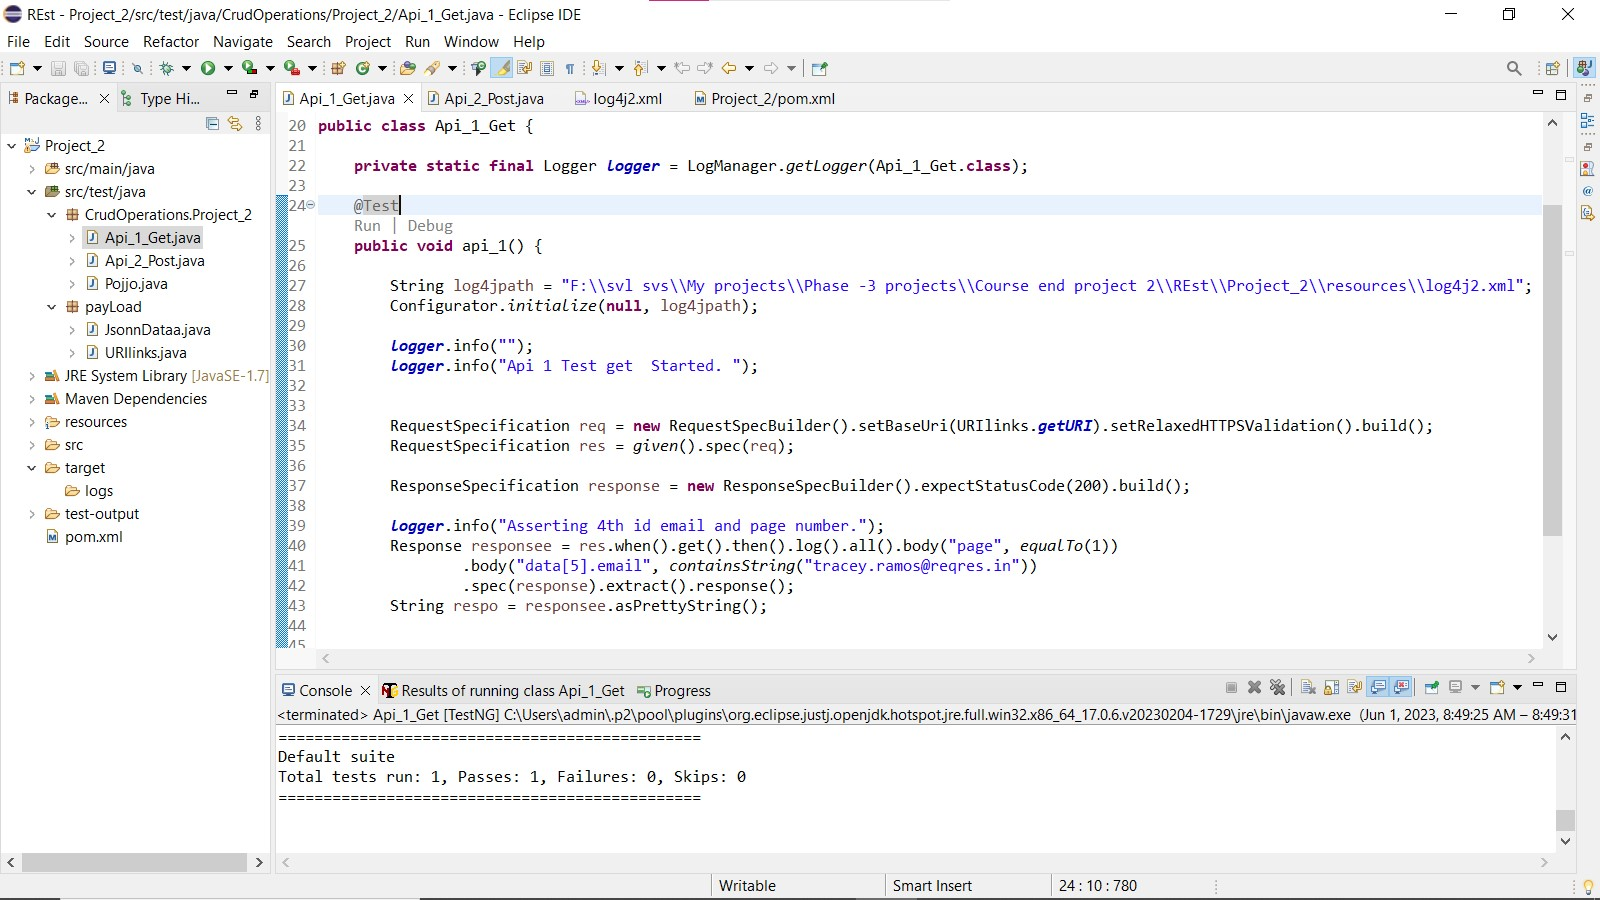 REst - Project_2/src/test/java/CrudOperations/Project_2/Api_1_Get.java - Eclipse IDE
File Edit Source Refactor Navigate Search Project Run Window Help
Package... Type Hi...
Project_2
src/main/java
src/test/java
CrudOperations.Project_2
Api_1_Get.java
Api_2_Post.java
Pojjo.java
payLoad
JsonnDataa.java
URIlinks.java
JRE System Library [JavaSE-1.7]
Maven Dependencies
resources
src
target
logs
test-output
pom.xml
Api_1_Get.java Api_2_Post.java log4j2.xml Project_2/pom.xml
20 public class Api_1_Get {
21
22 private static final Logger logger = LogManager.getLogger(Api_1_Get.class);
23
24 @Test
Run | Debug
25 public void api_1() {
26
27 String log4jpath = "F:\\svl svs\\My projects\\Phase -3 projects\\Course end project 2\\REst\\Project_2\\resources\\log4j2.xml";
28 Configurator.initialize(null, log4jpath);
29
30 logger.info("");
31 logger.info("Api 1 Test get  Started. ");
32
33
34 RequestSpecification req = new RequestSpecBuilder().setBaseUri(URIlinks.getURI).setRelaxedHTTPSValidation().build();
35 RequestSpecification res = given().spec(req);
36
37 ResponseSpecification response = new ResponseSpecBuilder().expectStatusCode(200).build();
38
39 logger.info("Asserting 4th id email and page number.");
40 Response responsee = res.when().get().then().log().all().body("page", equalTo(1))
41 .body("data[5].email", containsString("tracey.ramos@reqres.in"))
42 .spec(response).extract().response();
43 String respo = responsee.asPrettyString();
44
45
Console Results of running class Api_1_Get Progress
<terminated> Api_1_Get [TestNG] C:\Users\admin\.p2\pool\plugins\org.eclipse.justj.openjdk.hotspot.jre.full.win32.x86_64_17.0.6.v20230204-1729\jre\bin\javaw.exe (Jun 1, 2023, 8:49:25 AM – 8:49:31
===============================================
Default suite
Total tests run: 1, Passes: 1, Failures: 0, Skips: 0
===============================================
Writable Smart Insert 24 : 10 : 780